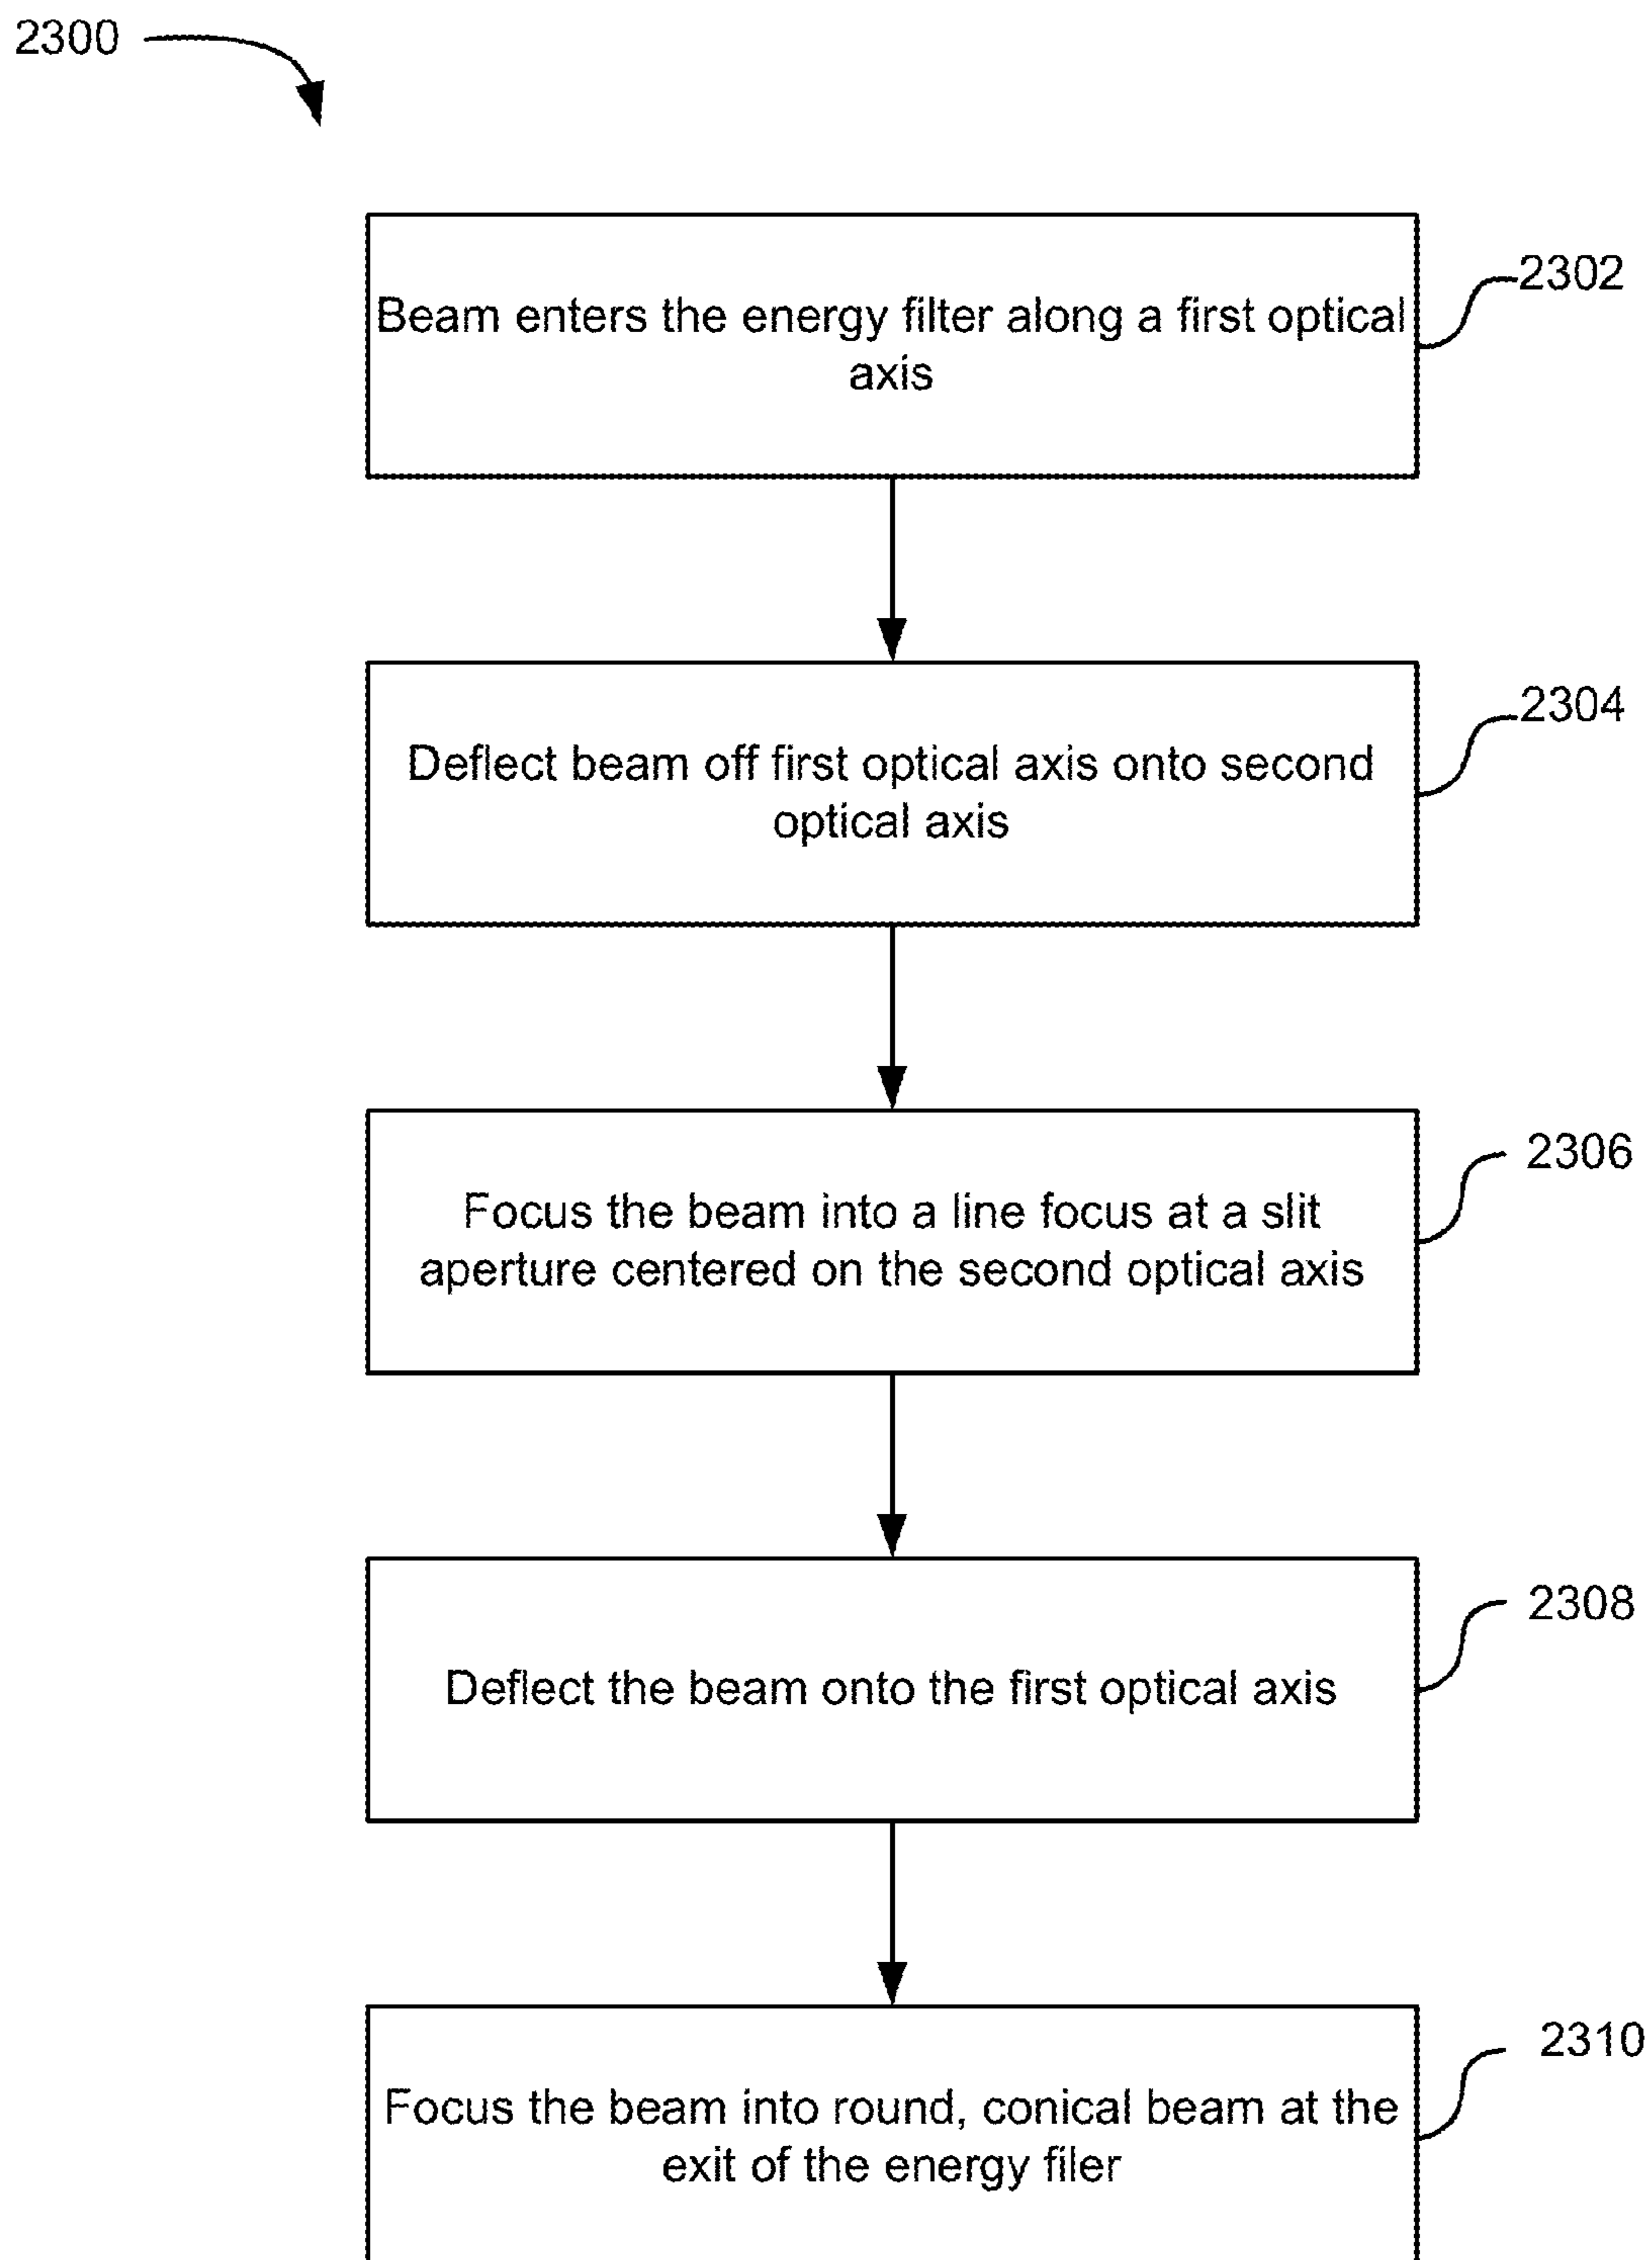 2300
Beam enters the energy filter along a first optical
axis
2302
Deflect beam off first optical axis onto second
optical axis
2304
Focus the beam into a line focus at a slit
aperture centered on the second optical axis
2306
Deflect the beam onto the first optical axis
2308
Focus the beam into round, conical beam at the
exit of the energy filer
2310